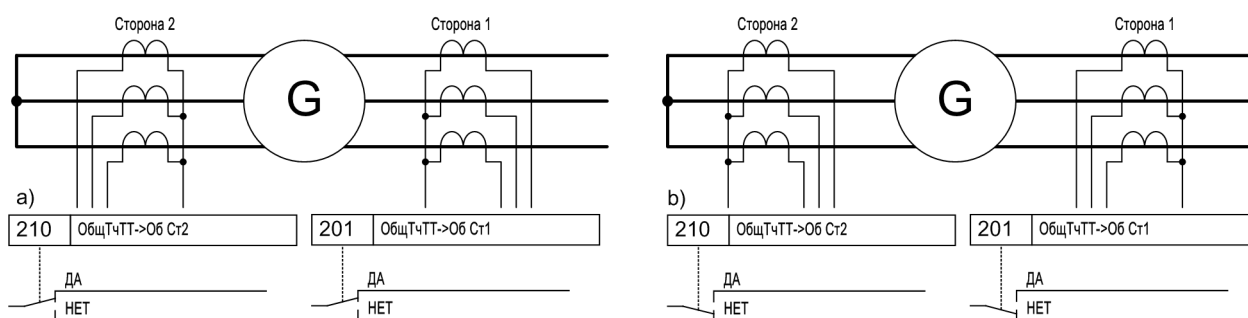 Сторона 2
Сторона 1
G
a)
210 ОбщТчТТ->Об Ст2
201 ОбщТчТТ->Об Ст1
ДА
НЕТ
ДА
НЕТ
Сторона 2
Сторона 1
G
b)
210 ОбщТчТТ->Об Ст2
201 ОбщТчТТ->Об Ст1
ДА
НЕТ
ДА
НЕТ